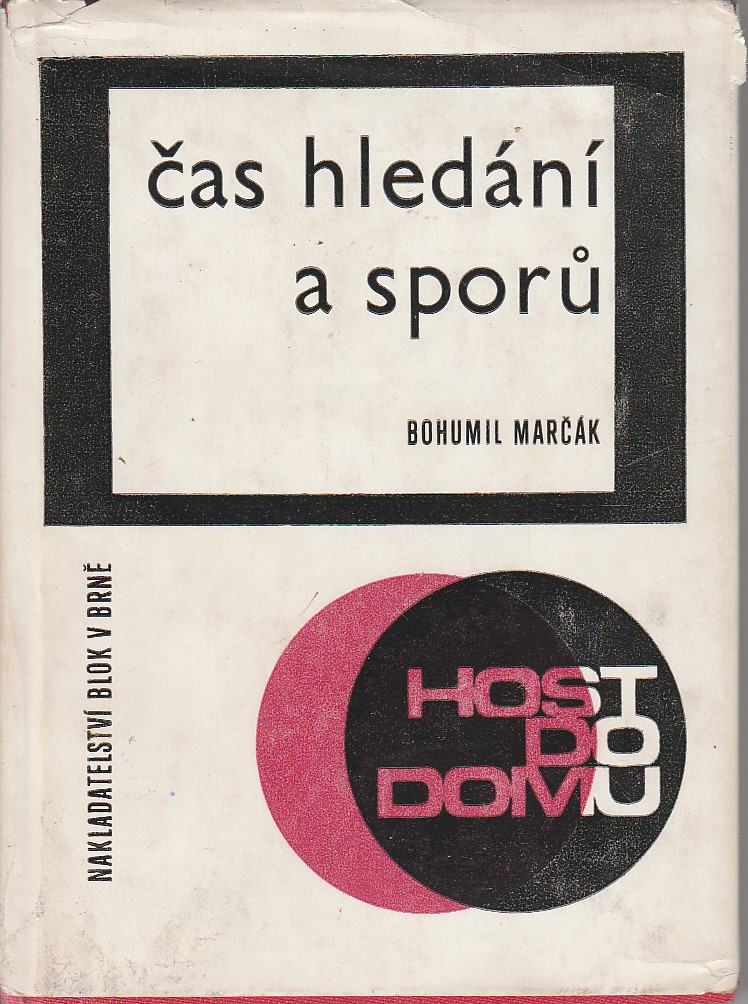 čas hledání
a sporů
BOHUMIL MARČÁK
NAKLADATELSTVÍ BLOK V BRNĚ
HOST
DO
DOMU